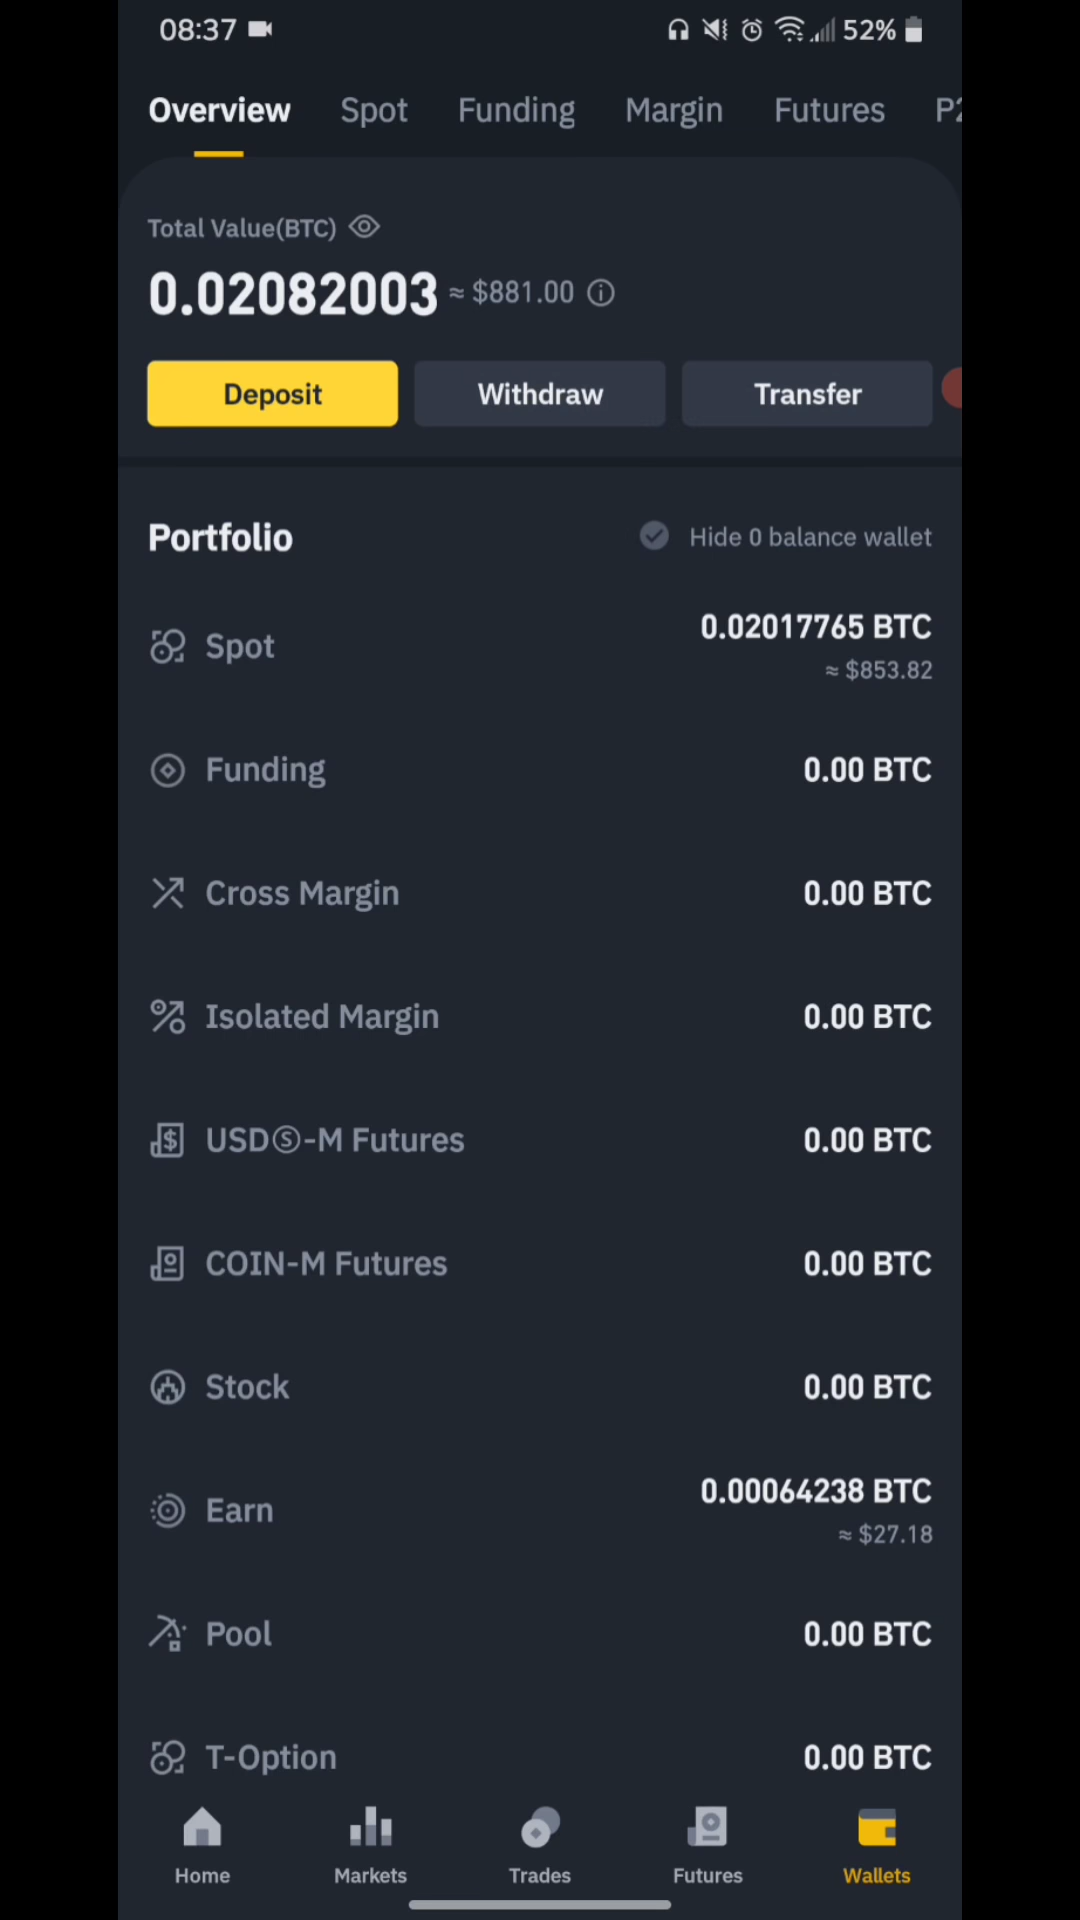 08:37 52%
Overview Spot Funding Margin Futures P2
Total Value(BTC)
0.02082003 ≈ $881.00
Deposit Withdraw Transfer
Portfolio Hide 0 balance wallet
Spot 0.02017765 BTC
≈ $853.82
Funding 0.00 BTC
Cross Margin 0.00 BTC
Isolated Margin 0.00 BTC
USDⓈ-M Futures 0.00 BTC
COIN-M Futures 0.00 BTC
Stock 0.00 BTC
Earn 0.00064238 BTC
≈ $27.18
Pool 0.00 BTC
T-Option 0.00 BTC
Home Markets Trades Futures Wallets